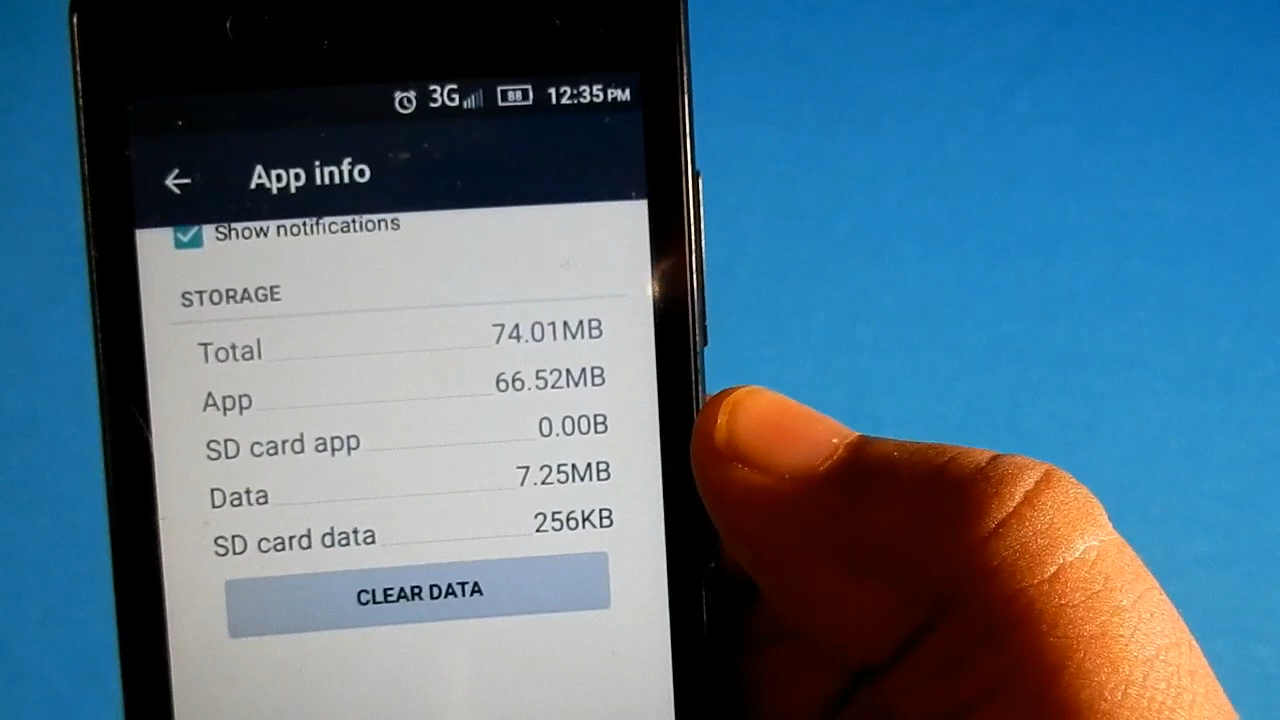 3G 88 12:35 PM
App info
Show notifications
STORAGE
Total 74.01MB
App 66.52MB
SD card app 0.00B
Data 7.25MB
SD card data 256KB
CLEAR DATA